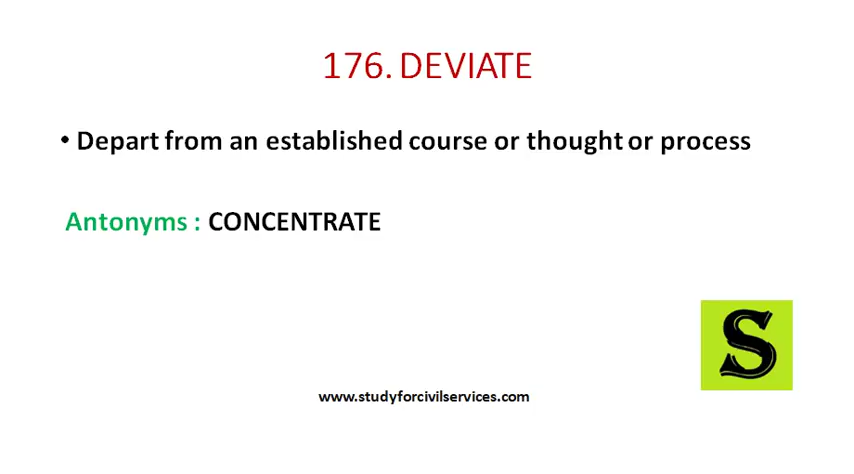 176. DEVIATE
• Depart from an established course or thought or process
Antonyms : CONCENTRATE
S
www.studyforcivilservices.com